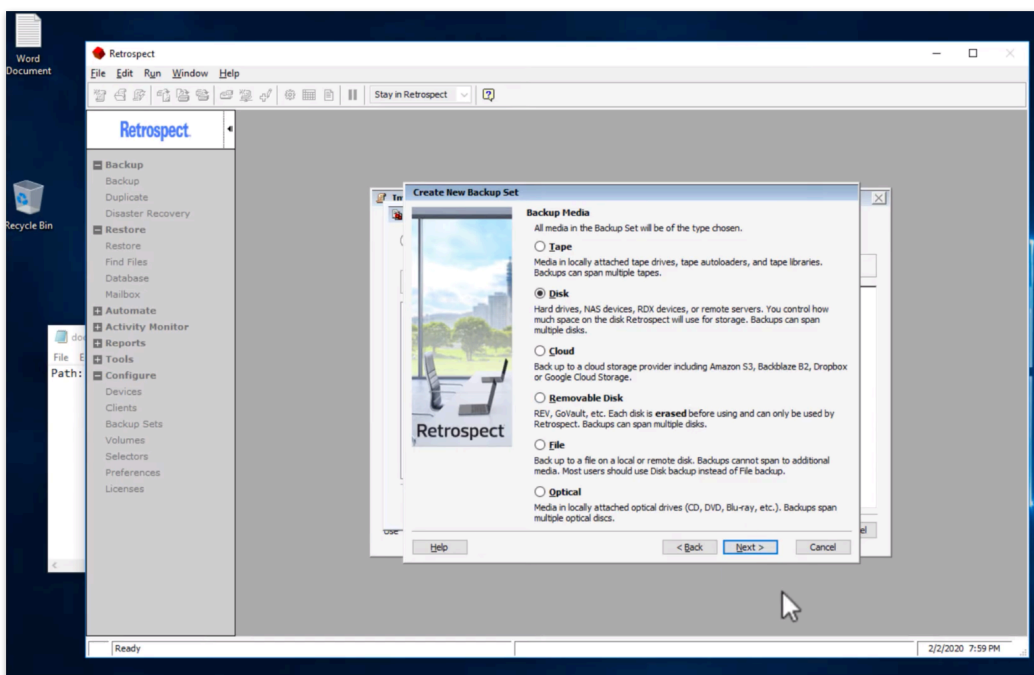 Word
Document
Retrospect
File Edit Run Window Help
Stay in Retrospect
Retrospect
Backup
Backup
Duplicate
Disaster Recovery
Restore
Restore
Find Files
Database
Mailbox
Automate
Activity Monitor
Reports
Tools
Configure
Devices
Clients
Backup Sets
Volumes
Selectors
Preferences
Licenses
Recycle Bin
do
File E
Path:
Create New Backup Set
Backup Media
All media in the Backup Set will be of the type chosen.
Tape
Media in locally attached tape drives, tape autoloaders, and tape libraries.
Backups can span multiple tapes.
Disk
Hard drives, NAS devices, RDX devices, or remote servers. You control how
much space on the disk Retrospect will use for storage. Backups can span
multiple disks.
Cloud
Back up to a cloud storage provider including Amazon S3, Backblaze B2, Dropbox
or Google Cloud Storage.
Removable Disk
REV, GoVault, etc. Each disk is erased before using and can only be used by
Retrospect. Backups can span multiple disks.
File
Back up to a file on a local or remote disk. Backups cannot span to additional
media. Most users should use Disk backup instead of File backup.
Optical
Media in locally attached optical drives (CD, DVD, Blu-ray, etc.). Backups span
multiple optical discs.
Retrospect
Help
< Back Next > Cancel
Ready
2/2/2020 7:59 PM